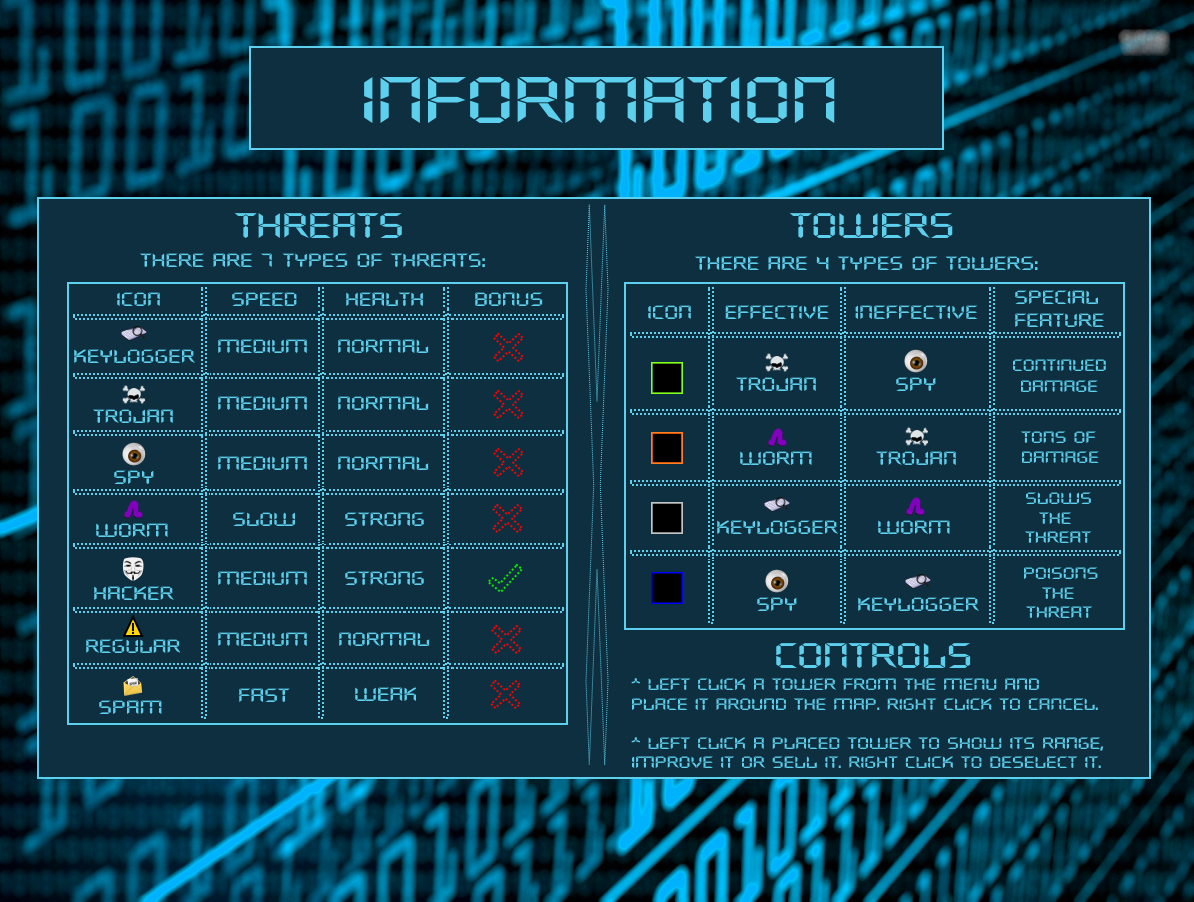 INFORMATION
THREATS
THERE ARE 7 TYPES OF THREATS:
ICON SPEED HEALTH BONUS
KEYLOGGER MEDIUM NORMAL
TROJAN MEDIUM NORMAL
SPY MEDIUM NORMAL
WORM SLOW STRONG
HACKER MEDIUM STRONG
REGULAR MEDIUM NORMAL
SPAM FAST WEAK
TOWERS
THERE ARE 4 TYPES OF TOWERS:
ICON EFFECTIVE INEFFECTIVE SPECIAL
FEATURE
TROJAN SPY CONTINUED
DAMAGE
WORM TROJAN TONS OF
DAMAGE
KEYLOGGER WORM SLOWS
THE
THREAT
SPY KEYLOGGER POISONS
THE
THREAT
CONTROLS
* LEFT CLICK A TOWER FROM THE MENU AND
PLACE IT AROUND THE MAP. RIGHT CLICK TO CANCEL.
* LEFT CLICK A PLACED TOWER TO SHOW ITS RANGE,
IMPROVE IT OR SELL IT. RIGHT CLICK TO DESELECT IT.